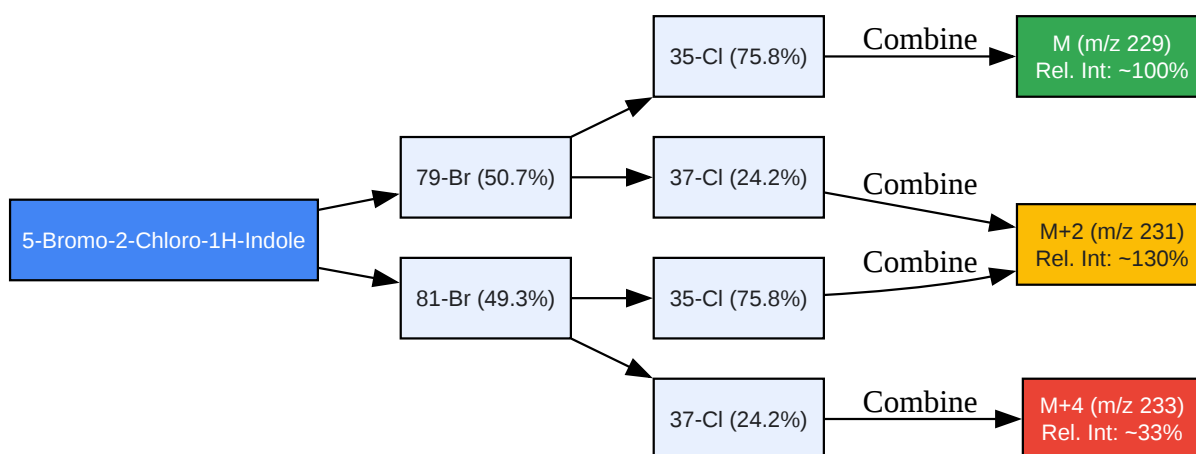 5-Bromo-2-Chloro-1H-Indole
79-Br (50.7%)
81-Br (49.3%)
35-Cl (75.8%)
37-Cl (24.2%)
35-Cl (75.8%)
37-Cl (24.2%)
Combine
Combine
Combine
Combine
M (m/z 229)
Rel. Int: ~100%
M+2 (m/z 231)
Rel. Int: ~130%
M+4 (m/z 233)
Rel. Int: ~33%